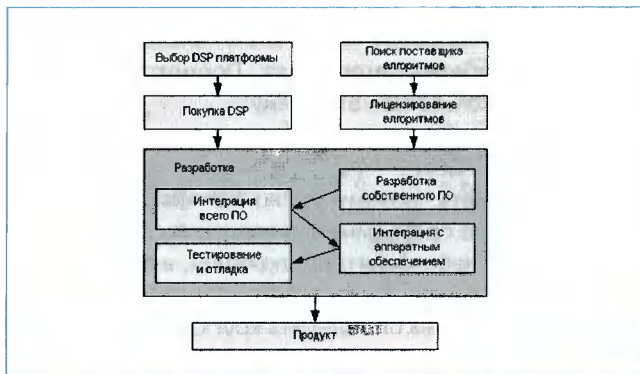 Выбор DSP платформы
Поиск поставщика
алгоритмов
Покупка DSP
Лицензирование
алгоритмов
Разработка
Разработка
собственного ПО
Интеграция
всего ПО
Интеграция с
аппаратным
обеспечением
Тестирование
и отладка
Продукт